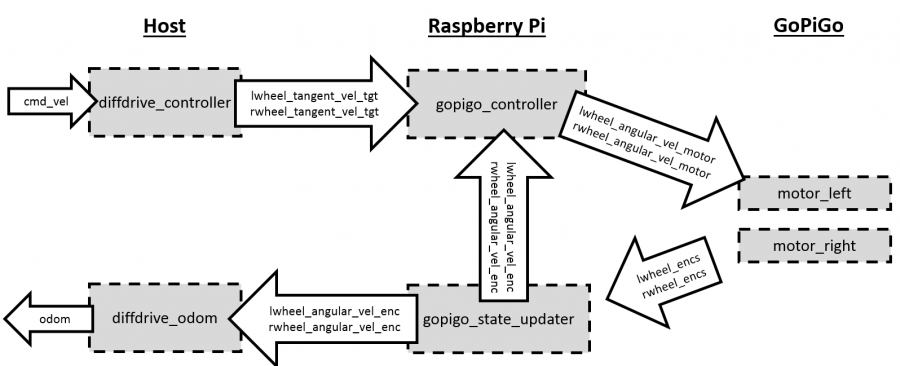 Host
Raspberry Pi
GoPiGo
cmd_vel
diffdrive_controller
lwheel_tangent_vel_tgt
rwheel_tangent_vel_tgt
gopigo_controller
lwheel_angular_vel_motor
rwheel_angular_vel_motor
motor_left
motor_right
lwheel_angular_vel_enc
rwheel_angular_vel_enc
lwheel_encs
rwheel_encs
odom
diffdrive_odom
lwheel_angular_vel_enc
rwheel_angular_vel_enc
gopigo_state_updater